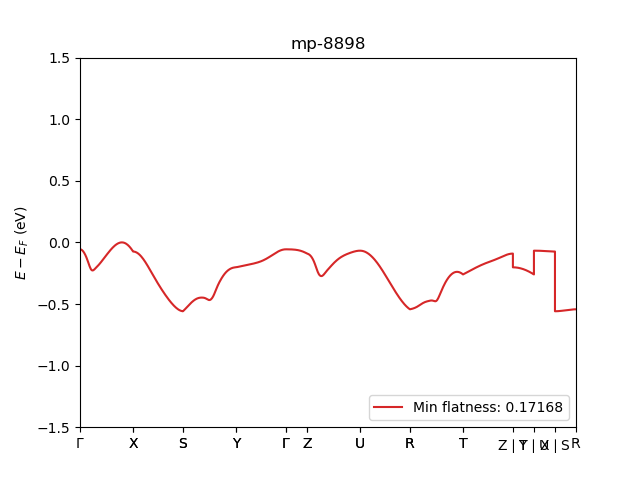 mp-8898
E − E_F (eV)
1.5
1.0
0.5
0.0
−0.5
−1.0
−1.5
Min flatness: 0.17168
Γ X S Y Γ Z U R T Z | Y | | S R